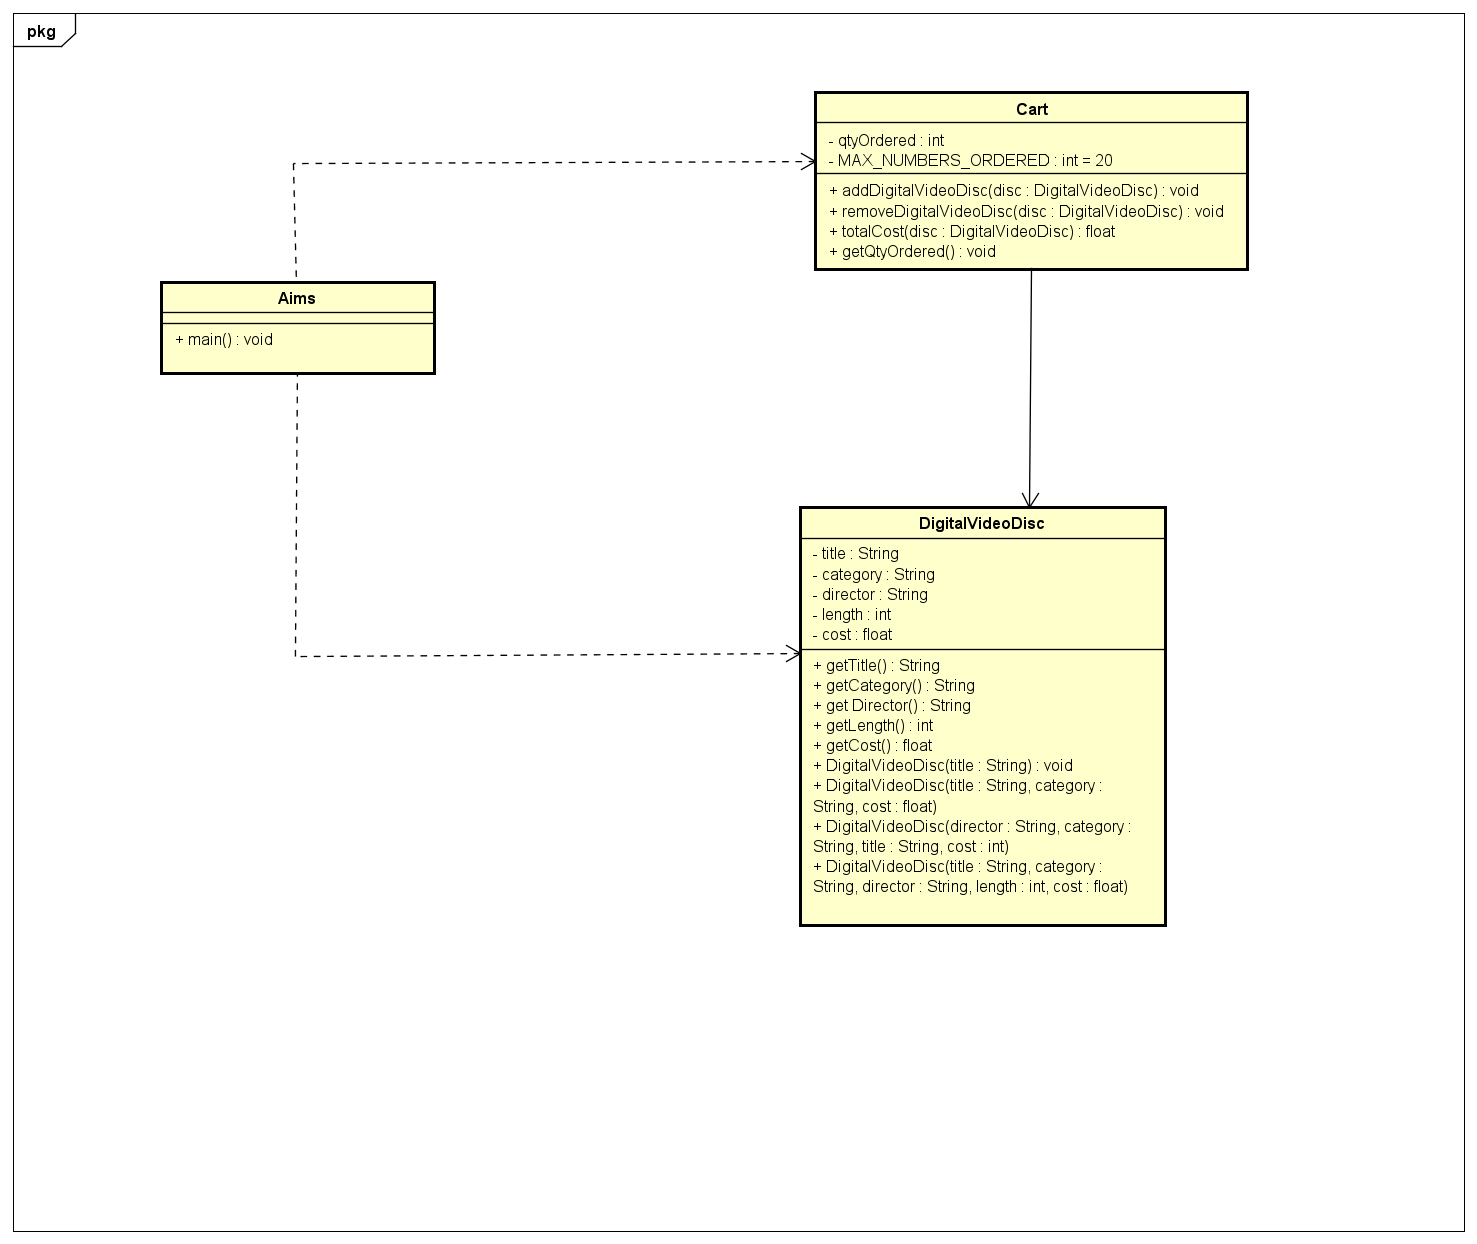 pkg
Cart
- qtyOrdered : int
- MAX_NUMBERS_ORDERED : int = 20
+ addDigitalVideoDisc(disc : DigitalVideoDisc) : void
+ removeDigitalVideoDisc(disc : DigitalVideoDisc) : void
+ totalCost(disc : DigitalVideoDisc) : float
+ getQtyOrdered() : void
Aims
+ main() : void
DigitalVideoDisc
- title : String
- category : String
- director : String
- length : int
- cost : float
+ getTitle() : String
+ getCategory() : String
+ get Director() : String
+ getLength() : int
+ getCost() : float
+ DigitalVideoDisc(title : String) : void
+ DigitalVideoDisc(title : String, category :
String, cost : float)
+ DigitalVideoDisc(director : String, category :
String, title : String, cost : int)
+ DigitalVideoDisc(title : String, category :
String, director : String, length : int, cost : float)